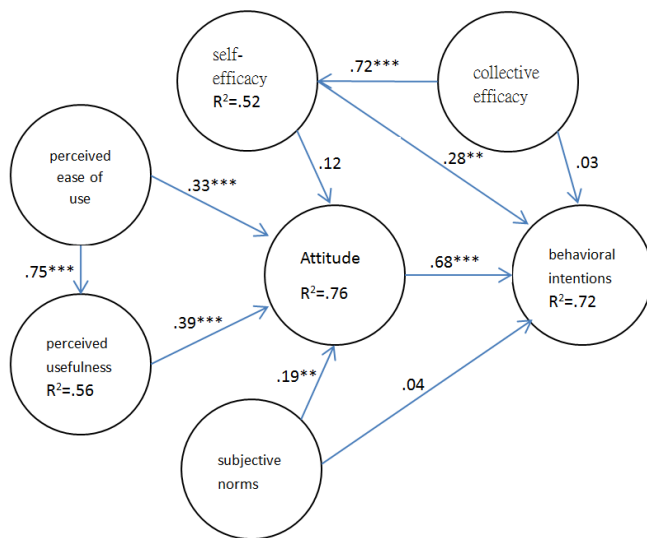 self-
efficacy
R²=.52
.72***
collective
efficacy
perceived
ease of
use
.33***
.12
.28**
.03
Attitude
R²=.76
.68***
behavioral
intentions
R²=.72
.75***
perceived
usefulness
R²=.56
.39***
.19**
.04
subjective
norms